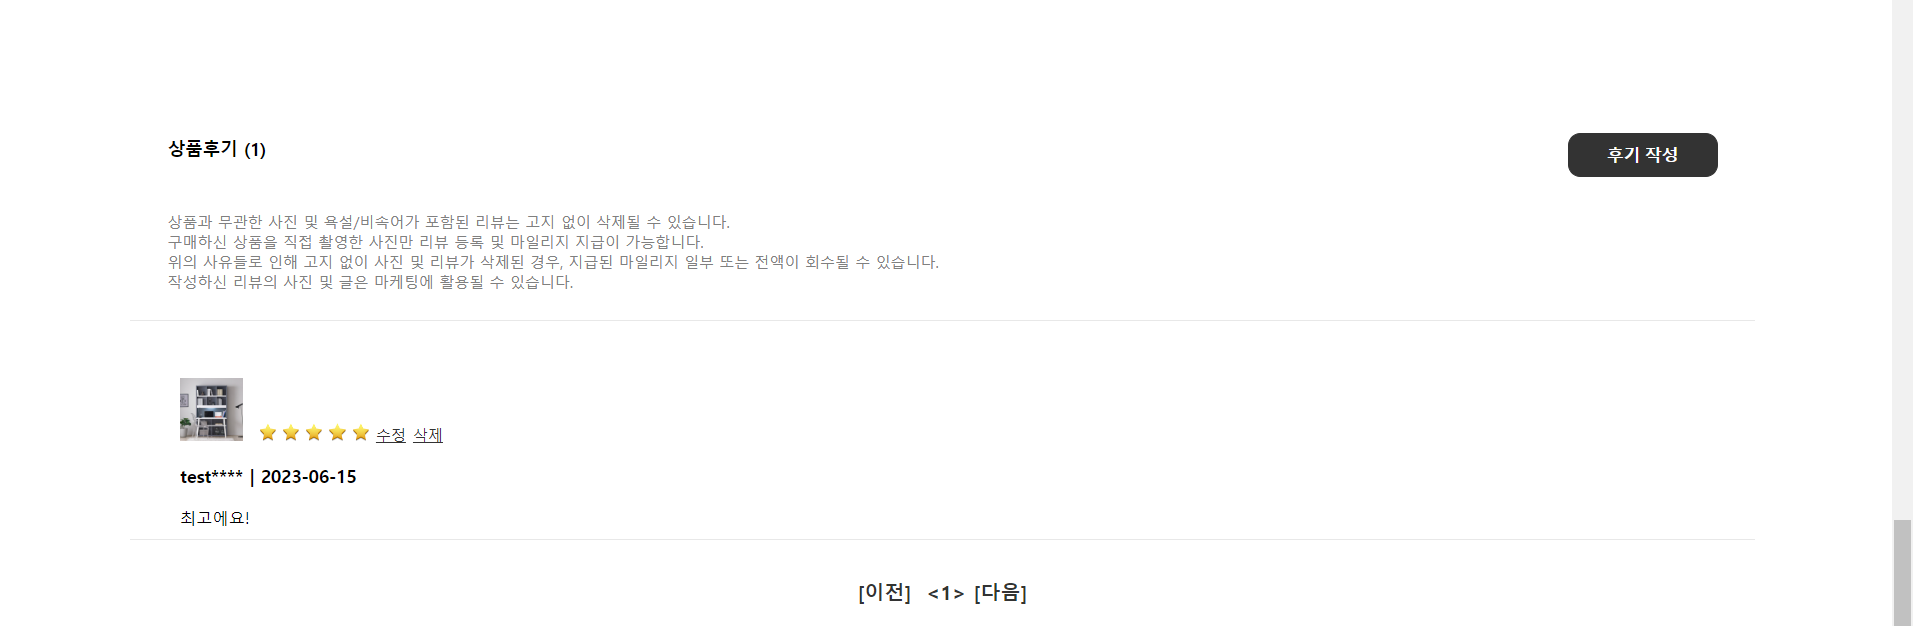 상품후기 (1)
후기 작성
상품과 무관한 사진 및 욕설/비속어가 포함된 리뷰는 고지 없이 삭제될 수 있습니다.
구매하신 상품을 직접 촬영한 사진만 리뷰 등록 및 마일리지 지급이 가능합니다.
위의 사유들로 인해 고지 없이 사진 및 리뷰가 삭제된 경우, 지급된 마일리지 일부 또는 전액이 회수될 수 있습니다.
작성하신 리뷰의 사진 및 글은 마케팅에 활용될 수 있습니다.
수정 삭제
test**** | 2023-06-15
최고에요!
[이전] <1> [다음]